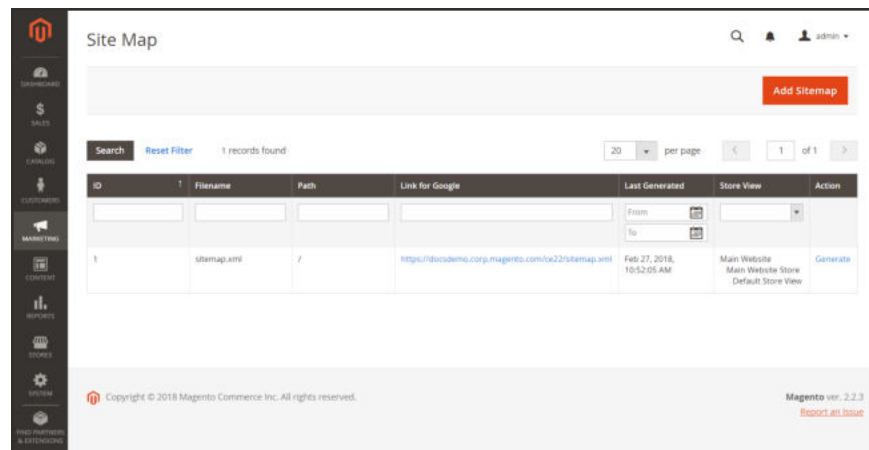 Site Map
admin
DASHBOARD
Add Sitemap
SALES
CATALOG
Search Reset Filter 1 records found 20 per page 1 of 1
CUSTOMERS
ID Filename Path Link for Google Last Generated Store View Action
From
To
MARKETING
1 sitemap.xml / https://docsdemo.corp.magento.com/ce22/sitemap.xml Feb 27, 2018, Main Website Generate
10:52:05 AM Main Website Store
Default Store View
CONTENT
REPORTS
STORES
SYSTEM
Copyright © 2018 Magento Commerce Inc. All rights reserved. Magento ver. 2.2.3
Report an Issue
FIND PARTNERS
& EXTENSIONS